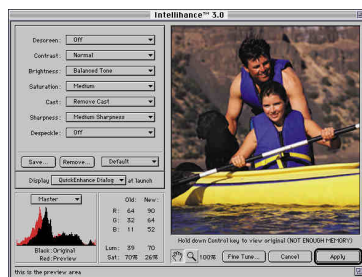 Intellihance™ 3.0
Descreen: Off
Contrast: Normal
Brightness: Balanced Tone
Saturation: Medium
Cast: Remove Cast
Sharpness: Medium Sharpness
Despeckle: Off
Save... Remove... Default
Display QuickEnhance Dialog at launch
Master
Old: New:
R: 64 90
G: 32 64
B: 11 52
Lum: 39 70
Sat: 70% 26%
Black: Original
Red: Preview
Hold down Control key to view original (NOT ENOUGH MEMORY)
100% Fine Tune... Cancel Apply
this is the preview area